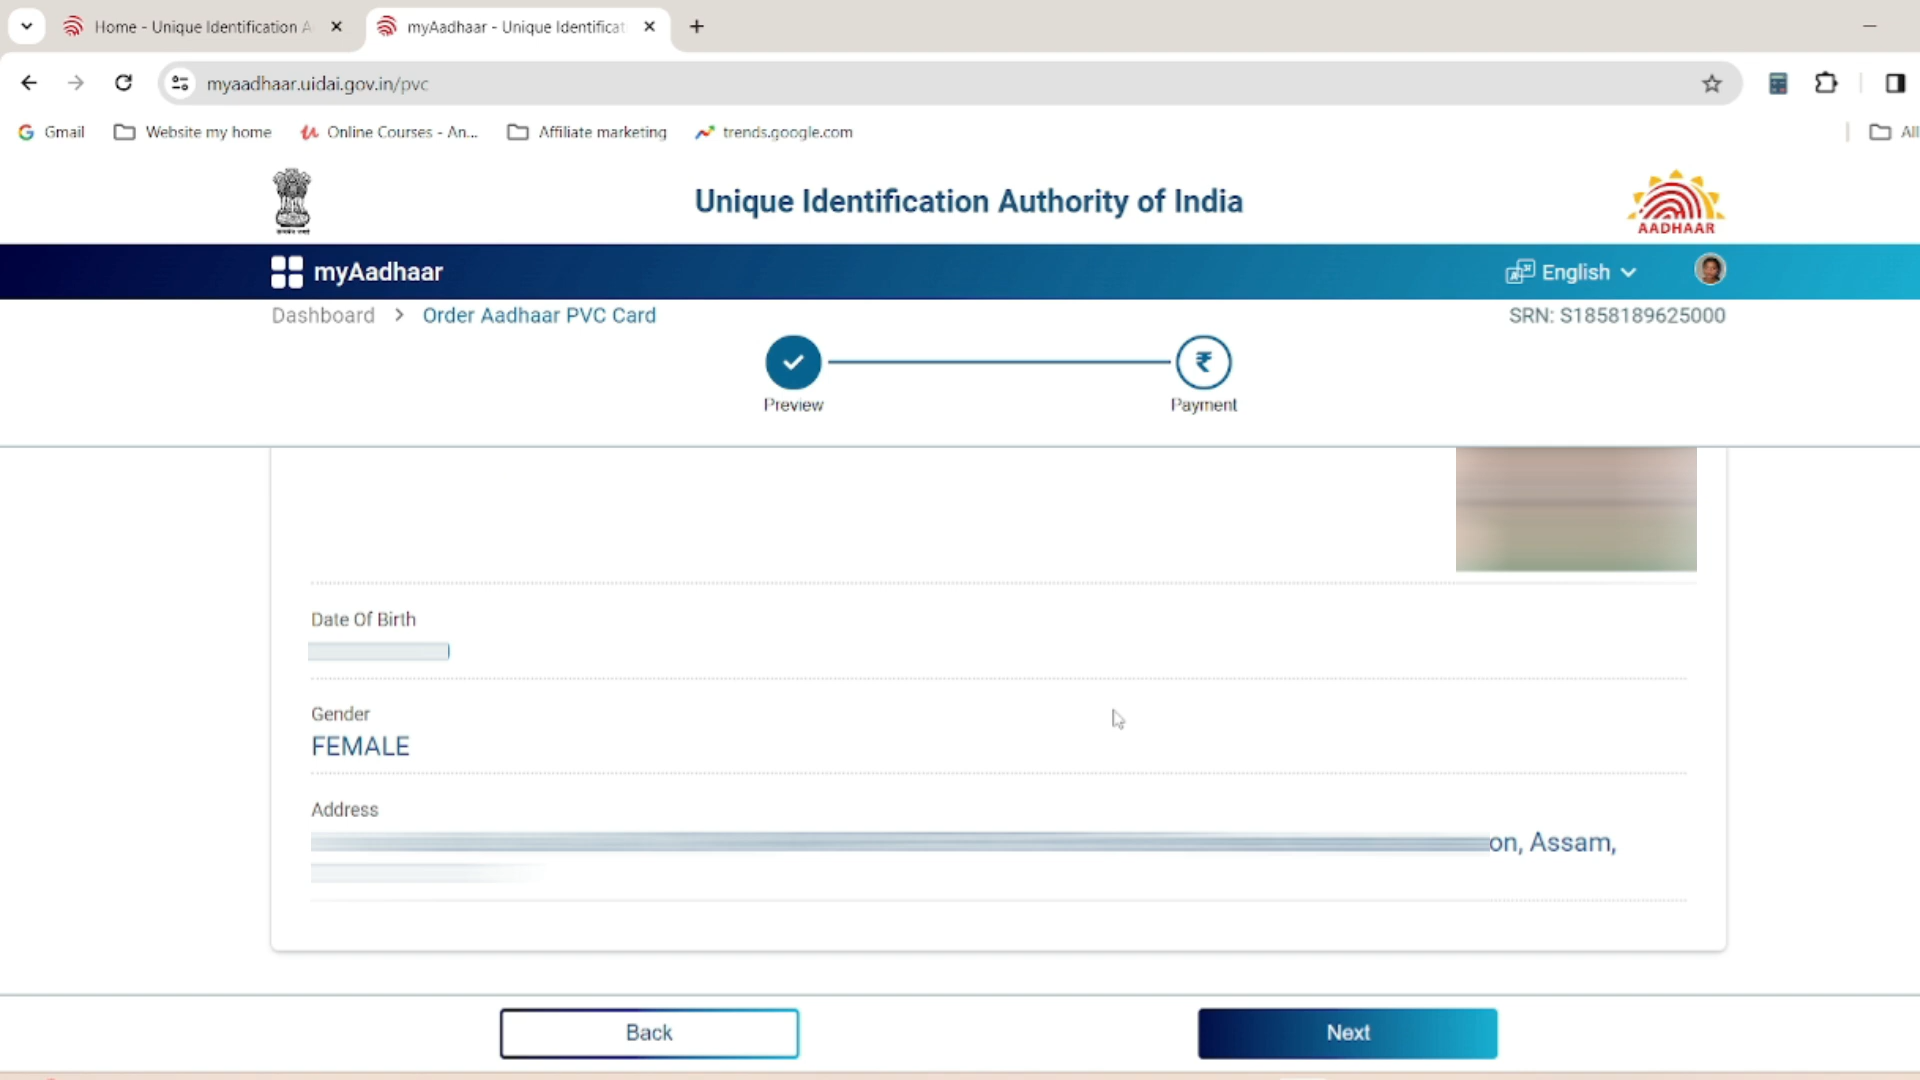 Home - Unique Identification A
myAadhaar - Unique Identificat
myaadhaar.uidai.gov.in/pvc
Gmail
Website my home
Online Courses - An...
Affiliate marketing
trends.google.com
All
Unique Identification Authority of India
AADHAAR
myAadhaar
English
Dashboard > Order Aadhaar PVC Card
SRN: S1858189625000
₹
Preview
Payment
Date Of Birth
Gender
FEMALE
Address
on, Assam,
Back
Next